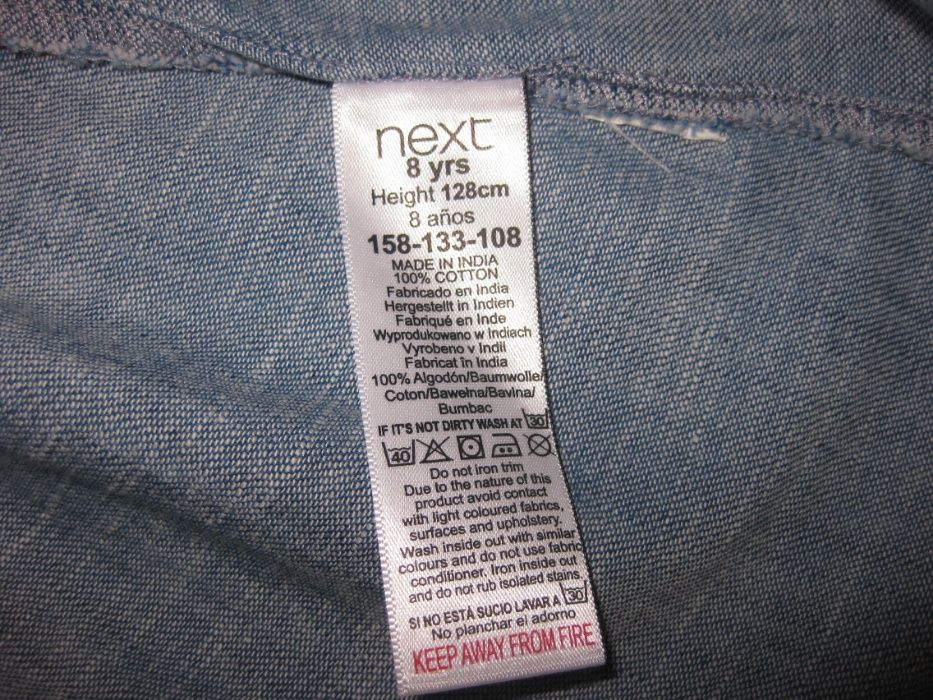 next
8 yrs
Height 128cm
8 años
158-133-108
MADE IN INDIA
100% COTTON
Fabricado en India
Hergestellt in Indien
Fabriqué en Inde
Wyprodukowano w Indiach
Vyrobeno v Indii
Fabricat în India
100% Algodón/Baumwolle/
Coton/Bawełna/Bavlna/
Bumbac
IF IT'S NOT DIRTY WASH AT 30
40
Do not iron trim
Due to the nature of this
product avoid contact
with light coloured fabrics,
surfaces and upholstery.
Wash inside out with similar
colours and do not use fabric
conditioner. Iron inside out
and do not rub isolated stains
SI NO ESTÁ SUCIO LAVAR A 30
No planchar el adorno
KEEP AWAY FROM FIRE